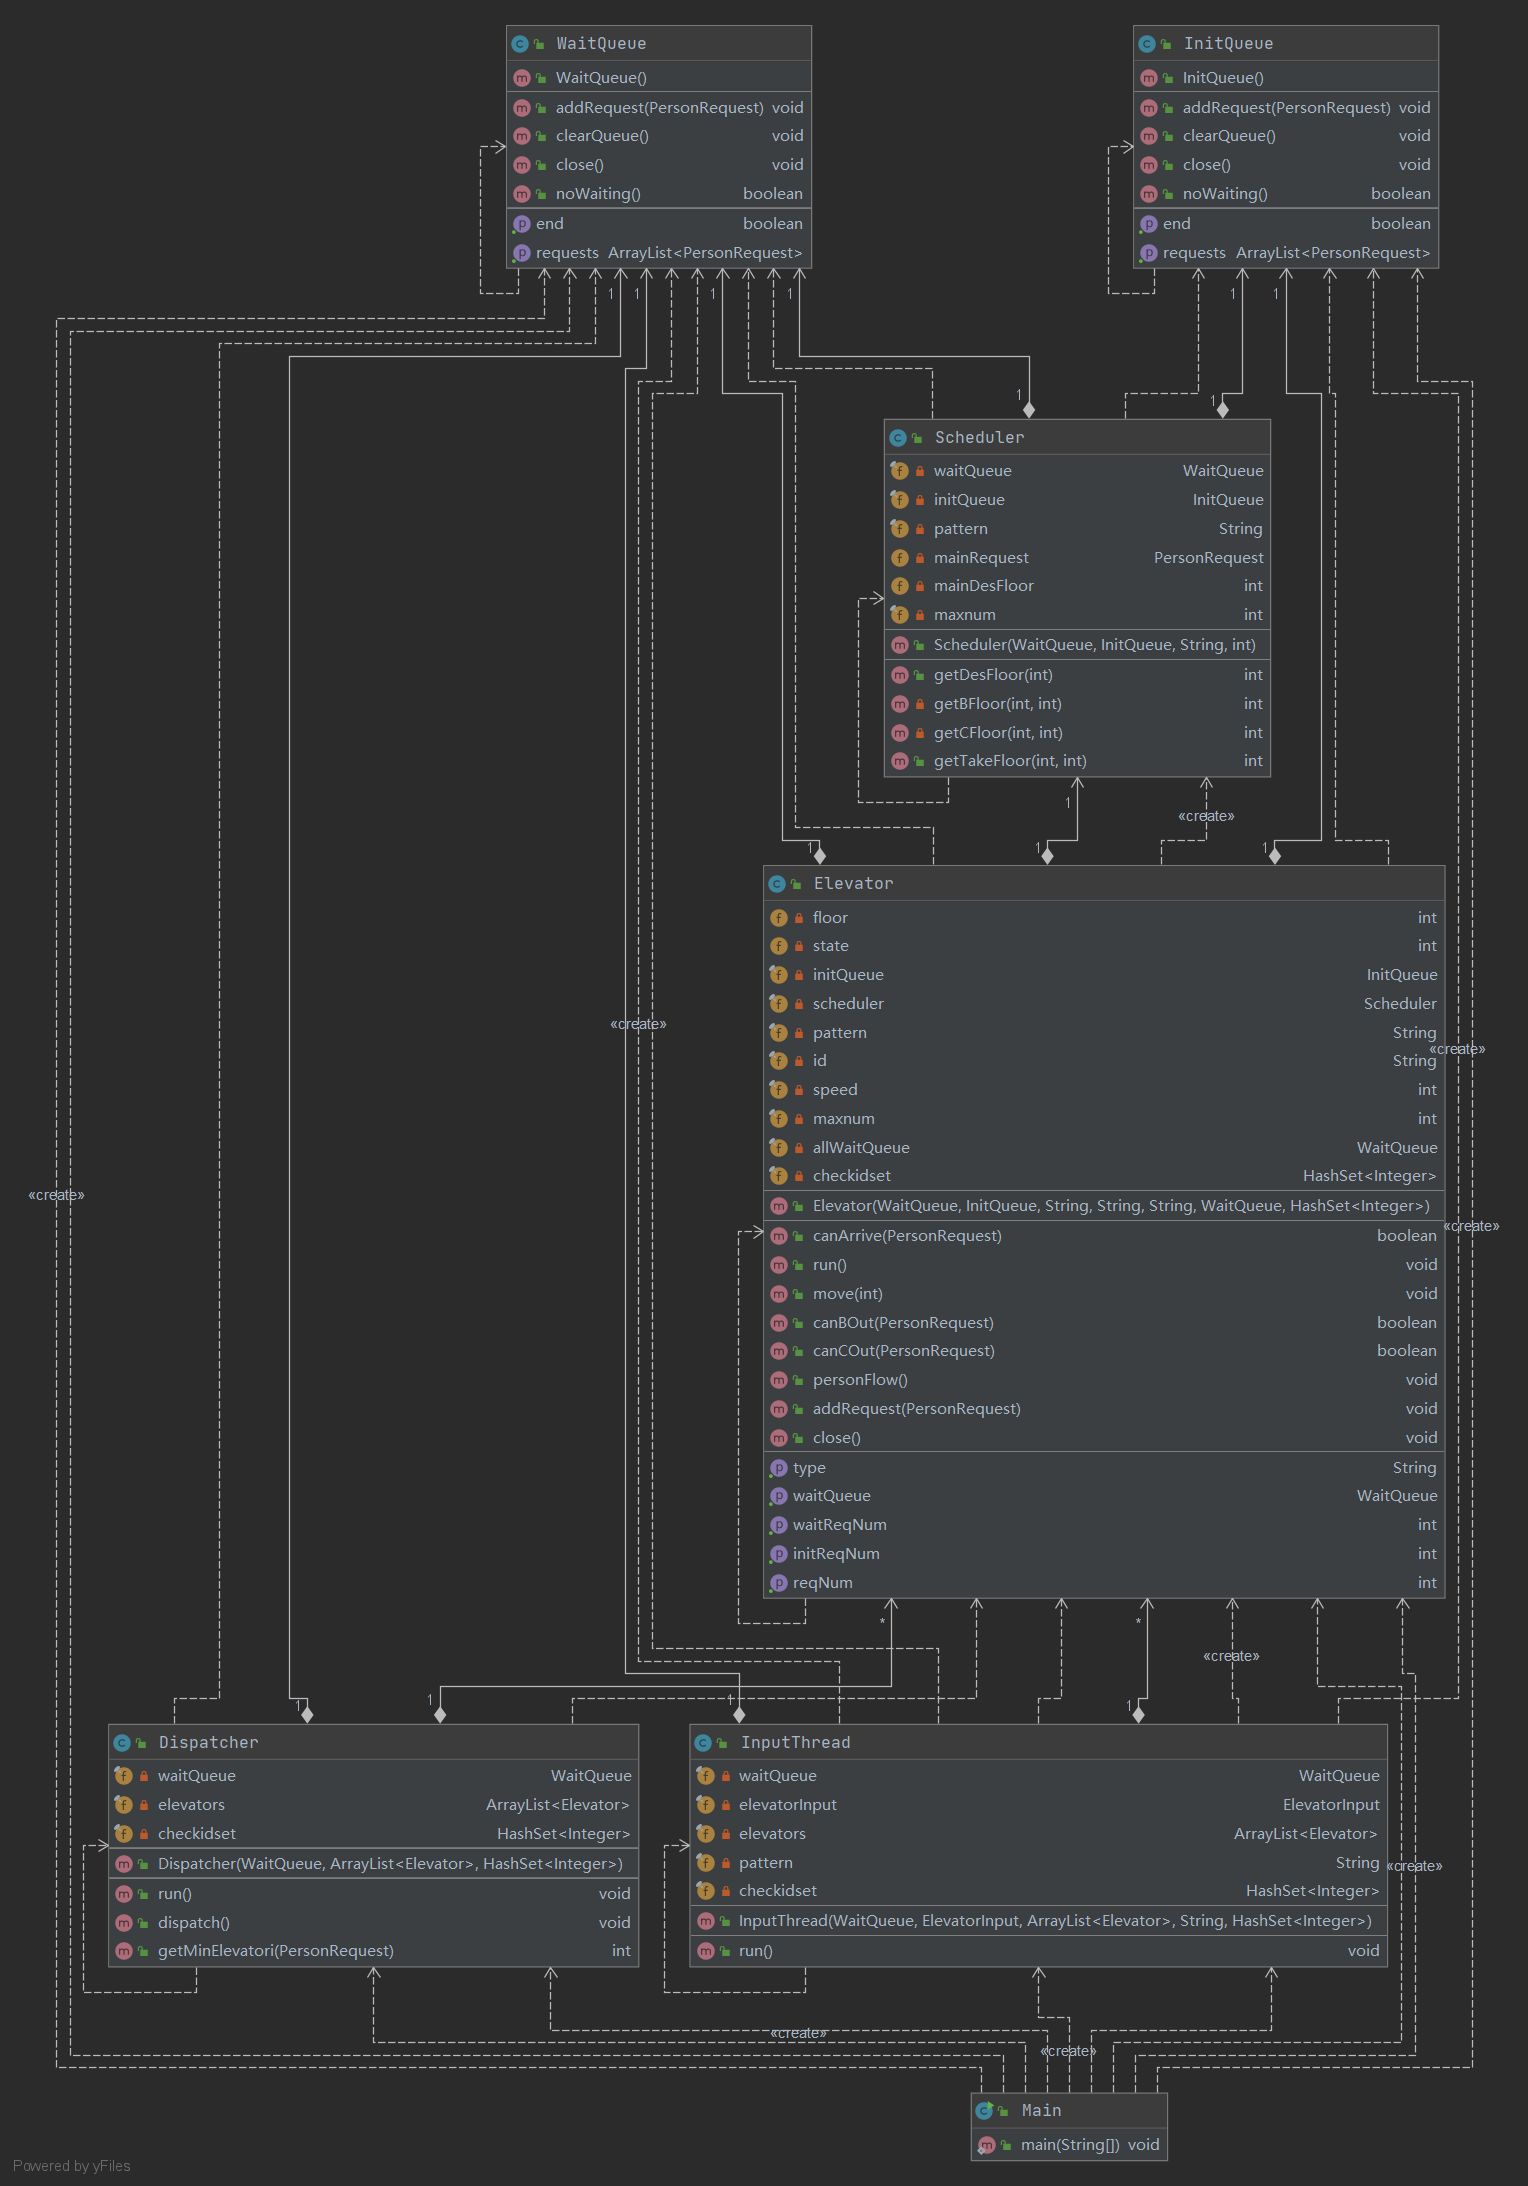 WaitQueue
WaitQueue()
addRequest(PersonRequest) void
clearQueue() void
close() void
noWaiting() boolean
end boolean
requests ArrayList<PersonRequest>
InitQueue
InitQueue()
addRequest(PersonRequest) void
clearQueue() void
close() void
noWaiting() boolean
end boolean
requests ArrayList<PersonRequest>
1
1
1
1
1
1
1
1
Scheduler
waitQueue WaitQueue
initQueue InitQueue
pattern String
mainRequest PersonRequest
mainDesFloor int
maxnum int
Scheduler(WaitQueue, InitQueue, String, int)
getDesFloor(int) int
getBFloor(int, int) int
getCFloor(int, int) int
getTakeFloor(int, int) int
1
«create»
1
1
1
Elevator
floor int
state int
initQueue InitQueue
scheduler Scheduler
pattern String
id String
speed int
maxnum int
allWaitQueue WaitQueue
checkidset HashSet<Integer>
Elevator(WaitQueue, InitQueue, String, String, String, WaitQueue, HashSet<Integer>)
canArrive(PersonRequest) boolean
run() void
move(int) void
canBOut(PersonRequest) boolean
canCOut(PersonRequest) boolean
personFlow() void
addRequest(PersonRequest) void
close() void
type String
waitQueue WaitQueue
waitReqNum int
initReqNum int
reqNum int
«create»
«create»
«create»
«create»
*
*
«create»
1
1
1
1
Dispatcher
waitQueue WaitQueue
elevators ArrayList<Elevator>
checkidset HashSet<Integer>
Dispatcher(WaitQueue, ArrayList<Elevator>, HashSet<Integer>)
run() void
dispatch() void
getMinElevatori(PersonRequest) int
InputThread
waitQueue WaitQueue
elevatorInput ElevatorInput
elevators ArrayList<Elevator>
pattern String
checkidset HashSet<Integer>
InputThread(WaitQueue, ElevatorInput, ArrayList<Elevator>, String, HashSet<Integer>)
run() void
«create»
«create»
«create»
Main
main(String[]) void
Powered by yFiles